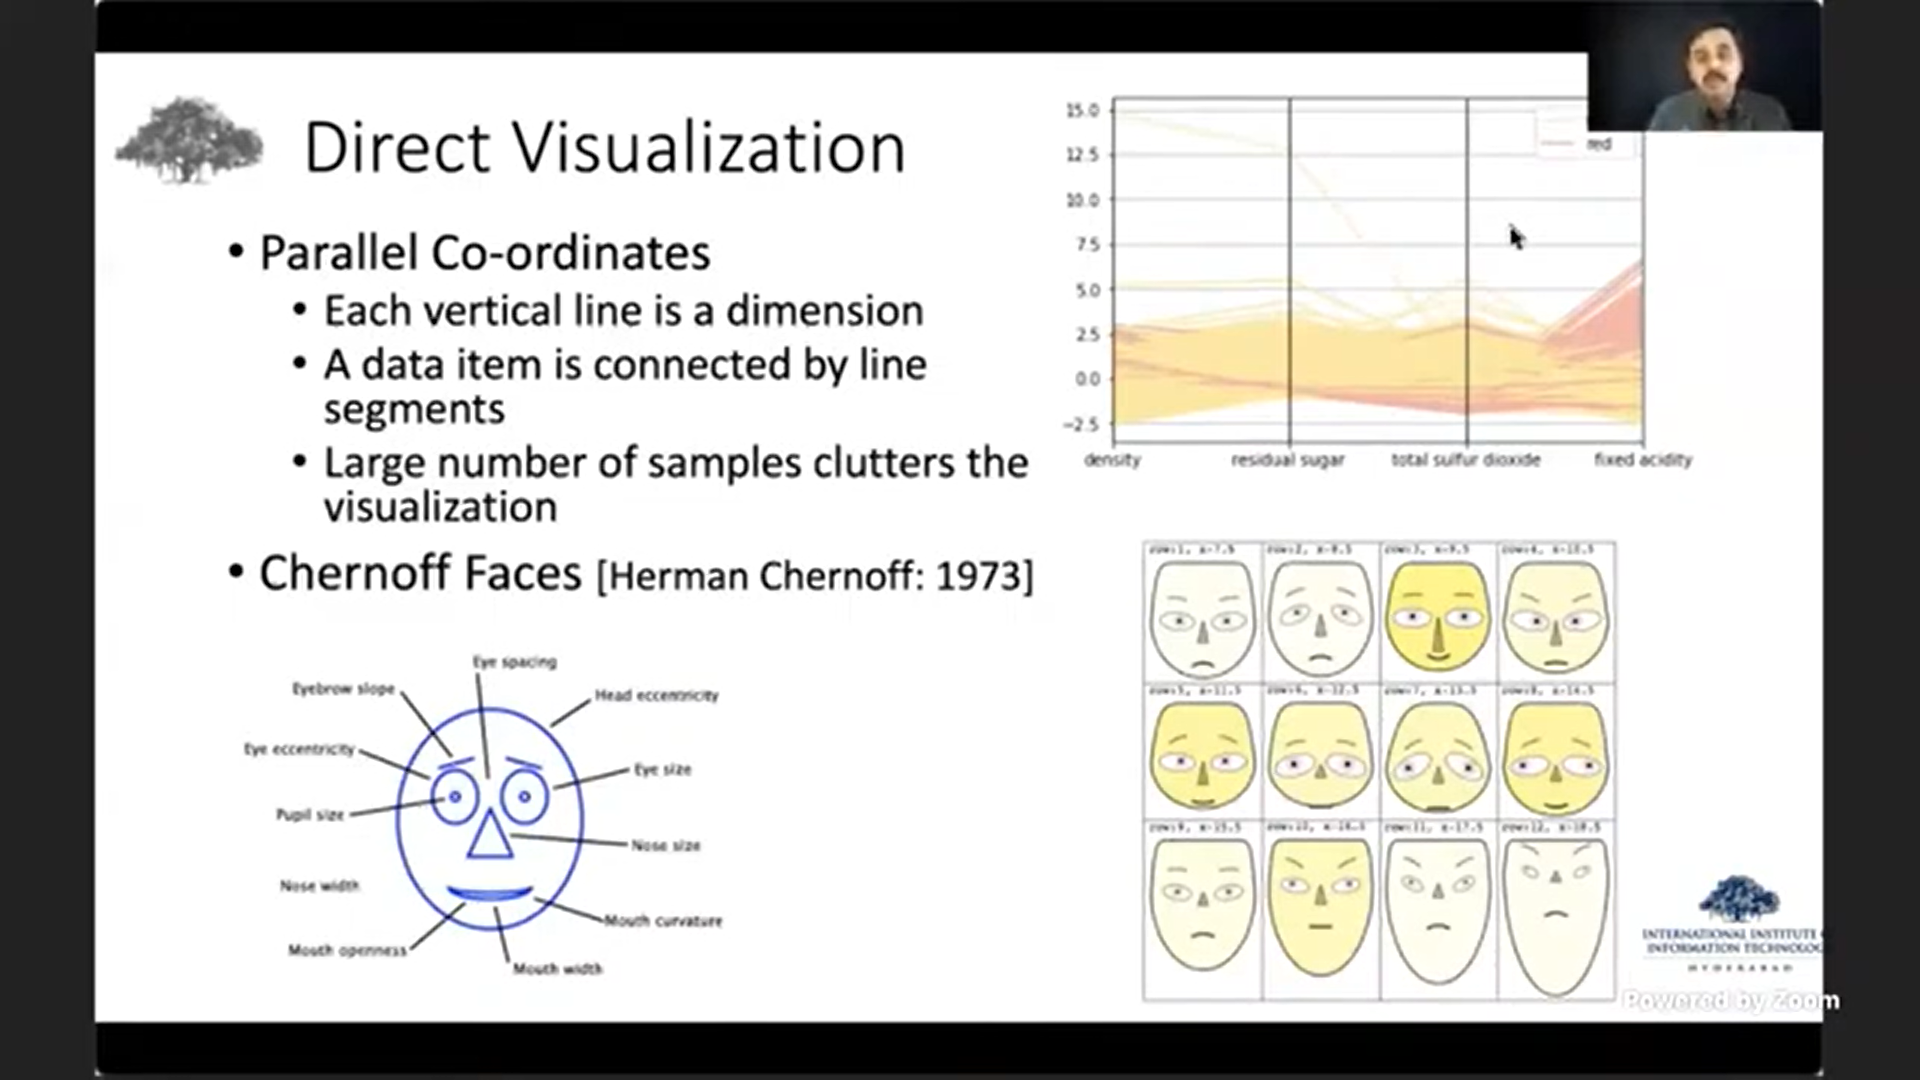 Direct Visualization
• Parallel Co-ordinates
• Each vertical line is a dimension
• A data item is connected by line
segments
• Large number of samples clutters the
visualization
• Chernoff Faces [Herman Chernoff: 1973]
Eye spacing
Eyebrow slope
Head eccentricity
Eye eccentricity
Eye size
Pupil size
Nose size
Nose width
Mouth curvature
Mouth openness
Mouth width
15.0
12.5
10.0
7.5
5.0
2.5
0.0
−2.5
red
density
residual sugar
total sulfur dioxide
fixed acidity
INTERNATIONAL INSTITUTE
INFORMATION TECHNOLOG
HYDERABAD
Powered by Zoom